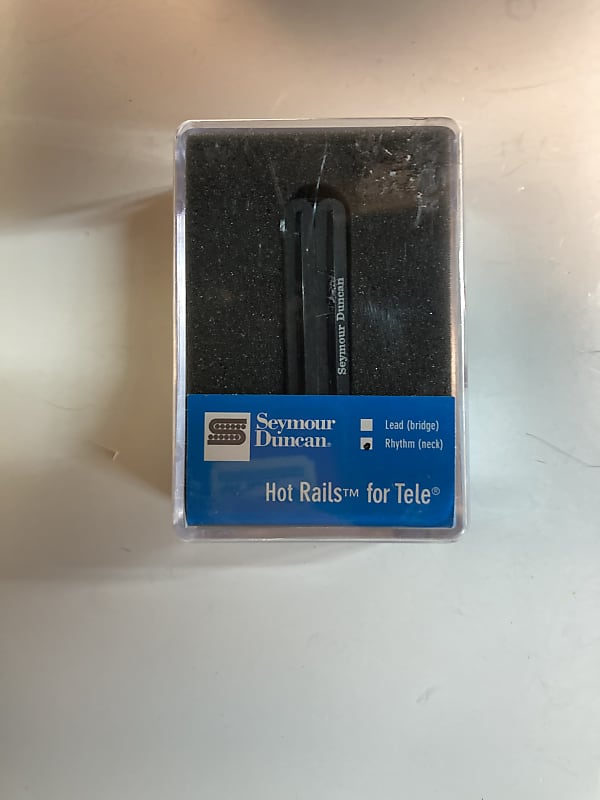 Seymour Duncan
Seymour
Duncan®
Lead (bridge)
Rhythm (neck)
Hot Rails™ for Tele®